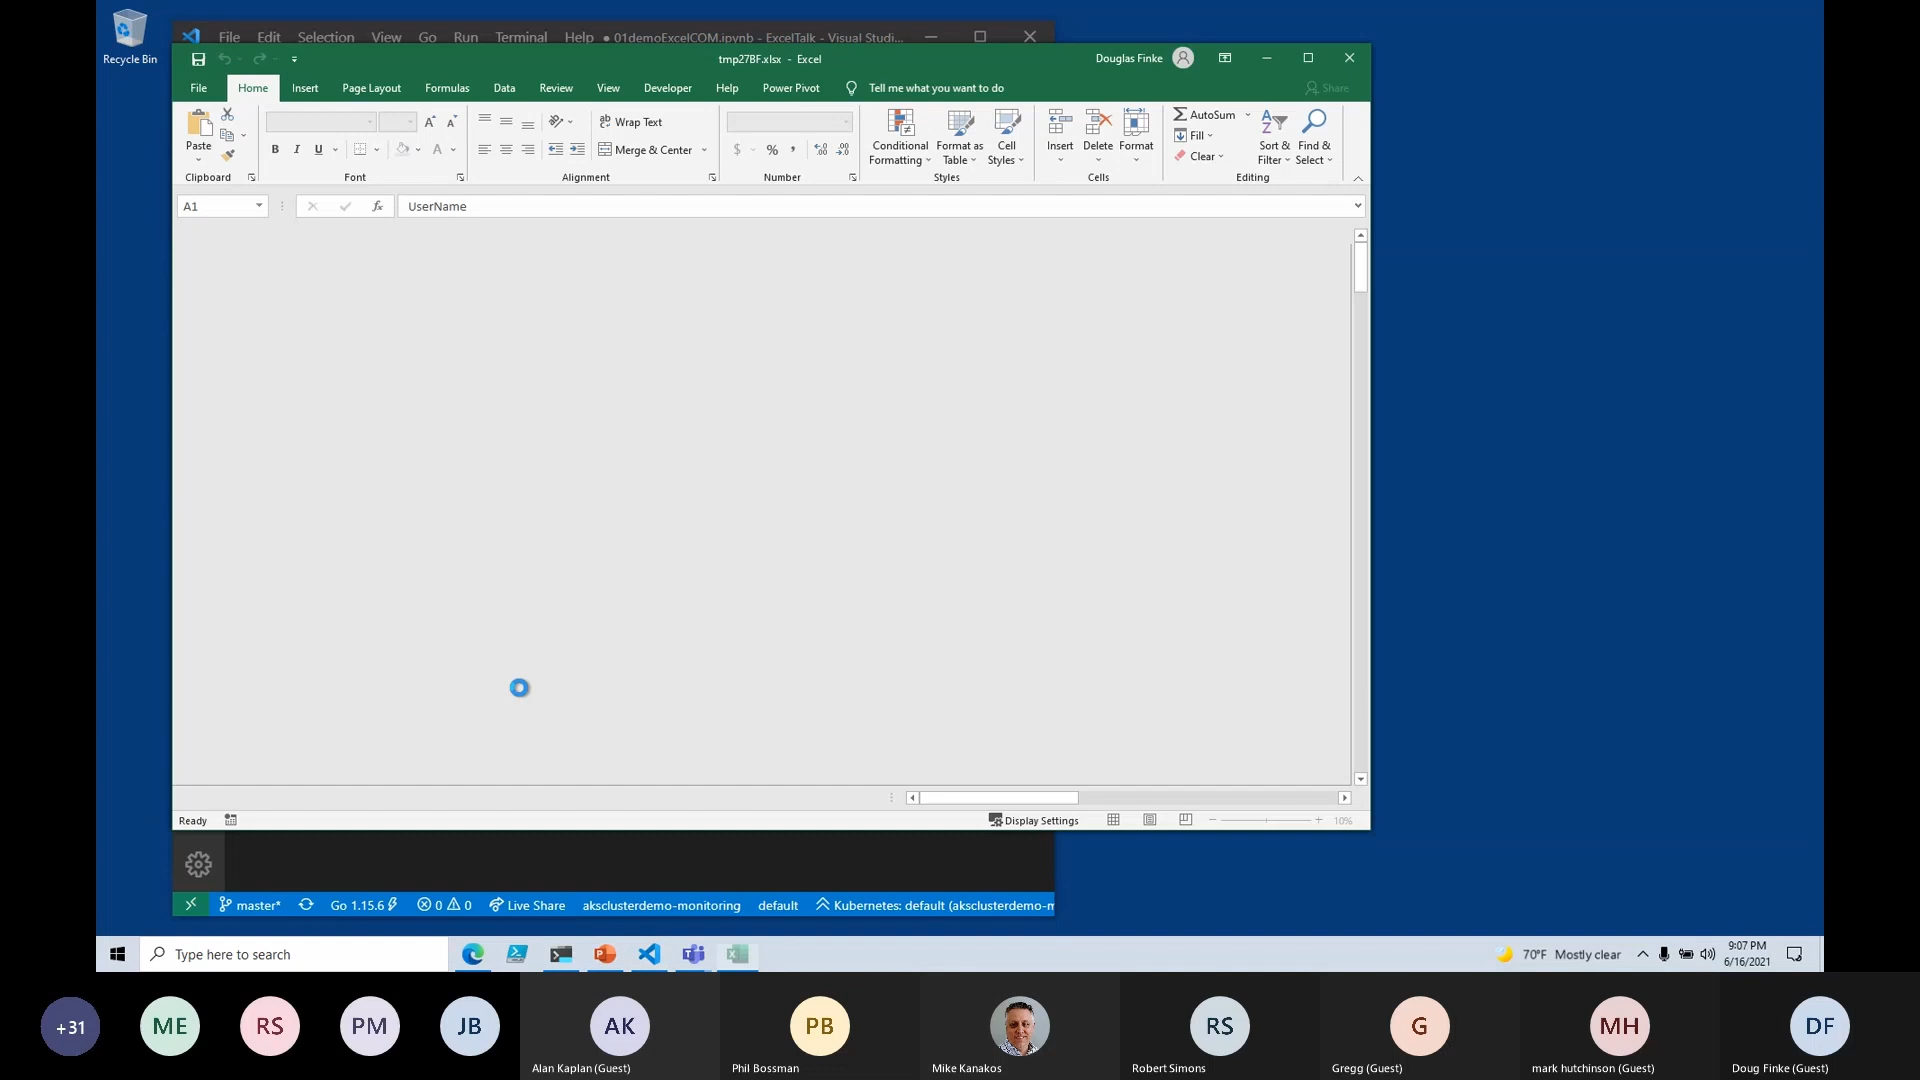 Recycle Bin
File Edit Selection View Go Run Terminal Help ● 01demoExcelCOM.ipynb - ExcelTalk - Visual Studi...
tmp27BF.xlsx - Excel
Douglas Finke
File Home Insert Page Layout Formulas Data Review View Developer Help Power Pivot Tell me what you want to do Share
Paste
B I U
Wrap Text
Merge & Center
$ % ,
Conditional Formatting
Format as Table
Cell Styles
Insert Delete Format
AutoSum
Fill
Clear
Sort & Filter
Find & Select
Clipboard Font Alignment Number Styles Cells Editing
A1 fx UserName
Ready Display Settings 10%
master* Go 1.15.6 0 0 Live Share aksclusterdemo-monitoring default Kubernetes: default (aksclusterdemo-m
Type here to search
70°F Mostly clear
9:07 PM
6/16/2021
+31 ME RS PM JB AK PB RS G MH DF
Alan Kaplan (Guest) Phil Bossman Mike Kanakos Robert Simons Gregg (Guest) mark hutchinson (Guest) Doug Finke (Guest)